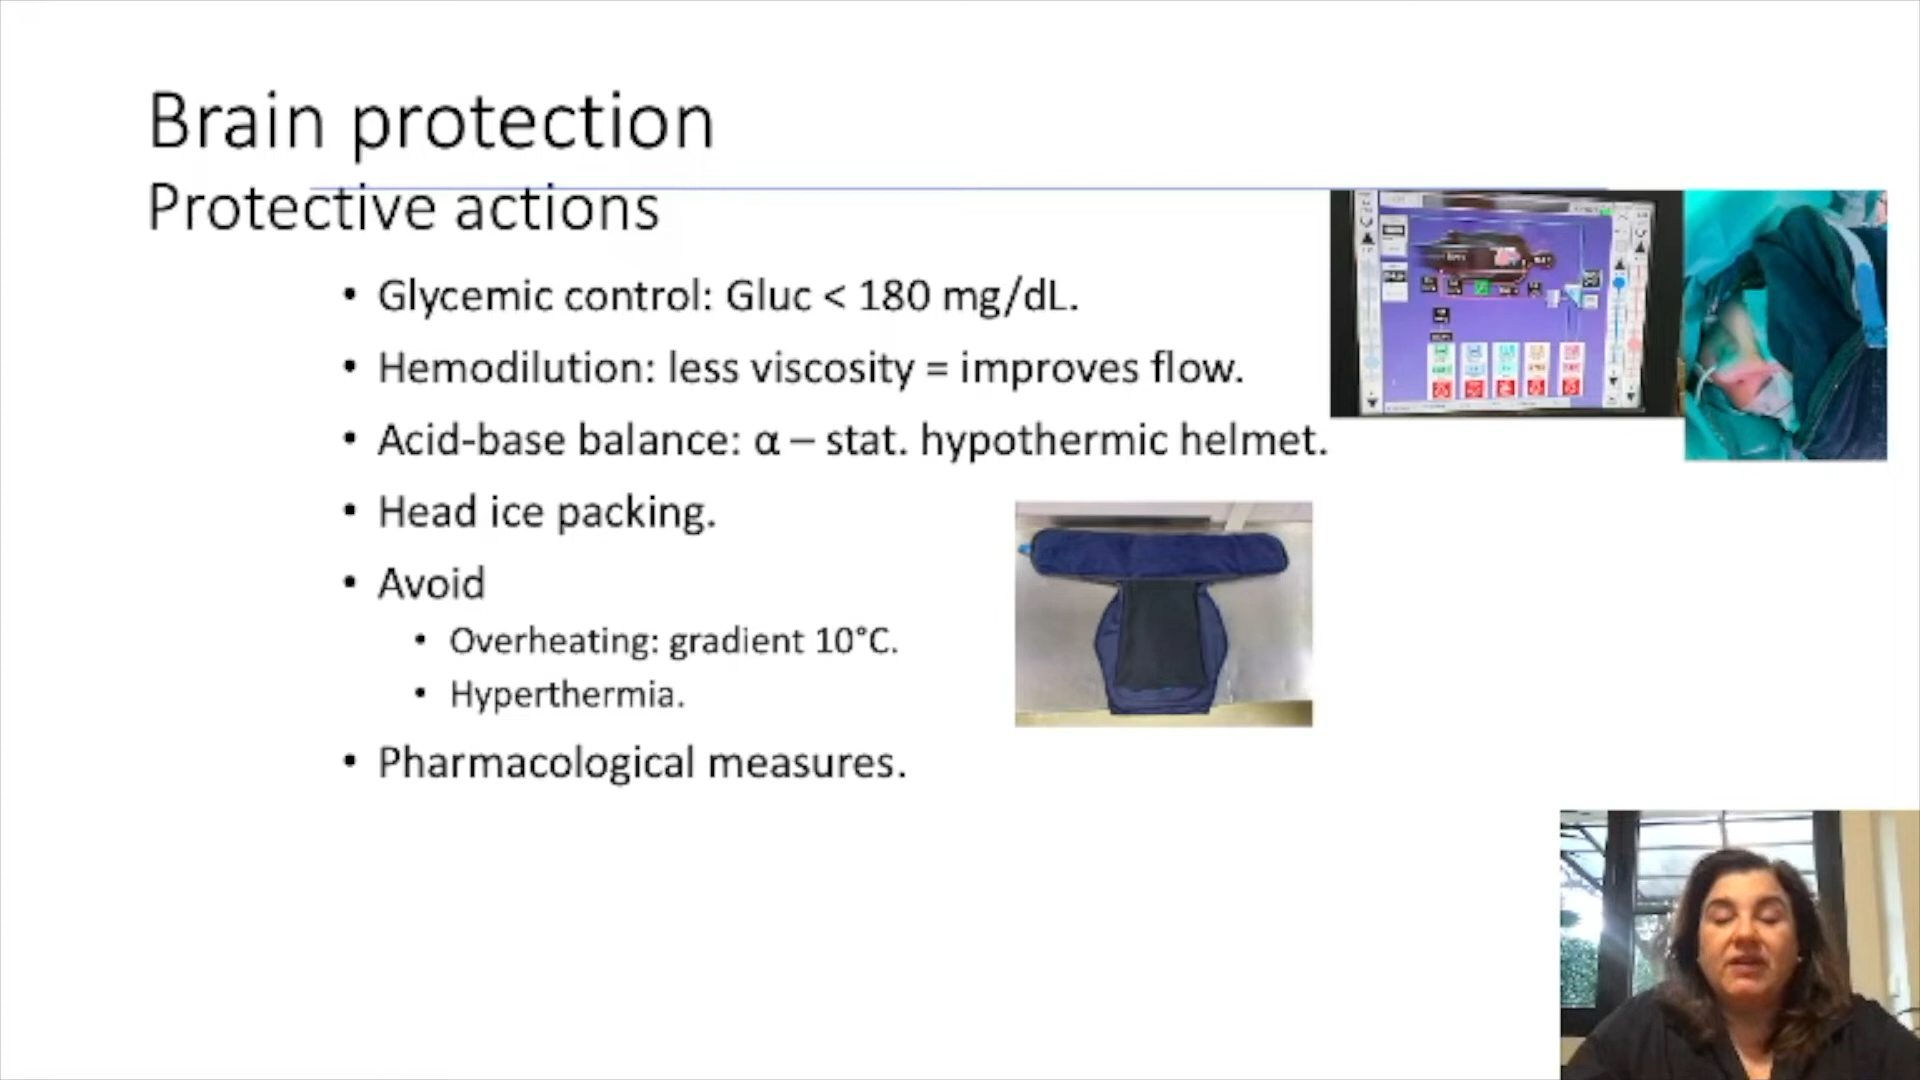 Brain protection
Protective actions
• Glycemic control: Gluc < 180 mg/dL.
• Hemodilution: less viscosity = improves flow.
• Acid-base balance: α – stat. hypothermic helmet.
• Head ice packing.
• Avoid
• Overheating: gradient 10°C.
• Hyperthermia.
• Pharmacological measures.